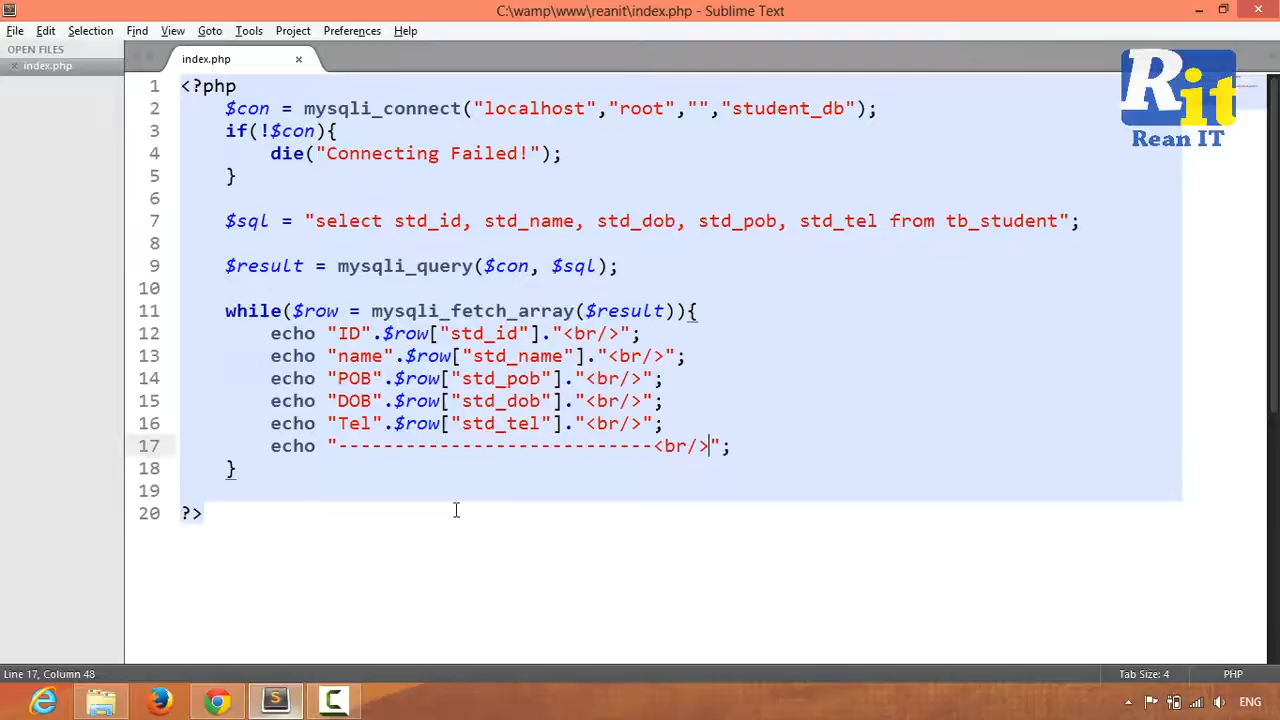 C:\wamp\www\reanit\index.php - Sublime Text
File Edit Selection Find View Goto Tools Project Preferences Help
OPEN FILES
index.php
index.php
Rit
Rean IT
1 <?php
2 $con = mysqli_connect("localhost","root","","student_db");
3 if(!$con){
4 die("Connecting Failed!");
5 }
6
7 $sql = "select std_id, std_name, std_dob, std_pob, std_tel from tb_student";
8
9 $result = mysqli_query($con, $sql);
10
11 while($row = mysqli_fetch_array($result)){
12 echo "ID".$row["std_id"]."<br/>";
13 echo "name".$row["std_name"]."<br/>";
14 echo "POB".$row["std_pob"]."<br/>";
15 echo "DOB".$row["std_dob"]."<br/>";
16 echo "Tel".$row["std_tel"]."<br/>";
17 echo "----------------------------<br/>";
18 }
19
20 ?>
Line 17, Column 48
Tab Size: 4
PHP
ENG